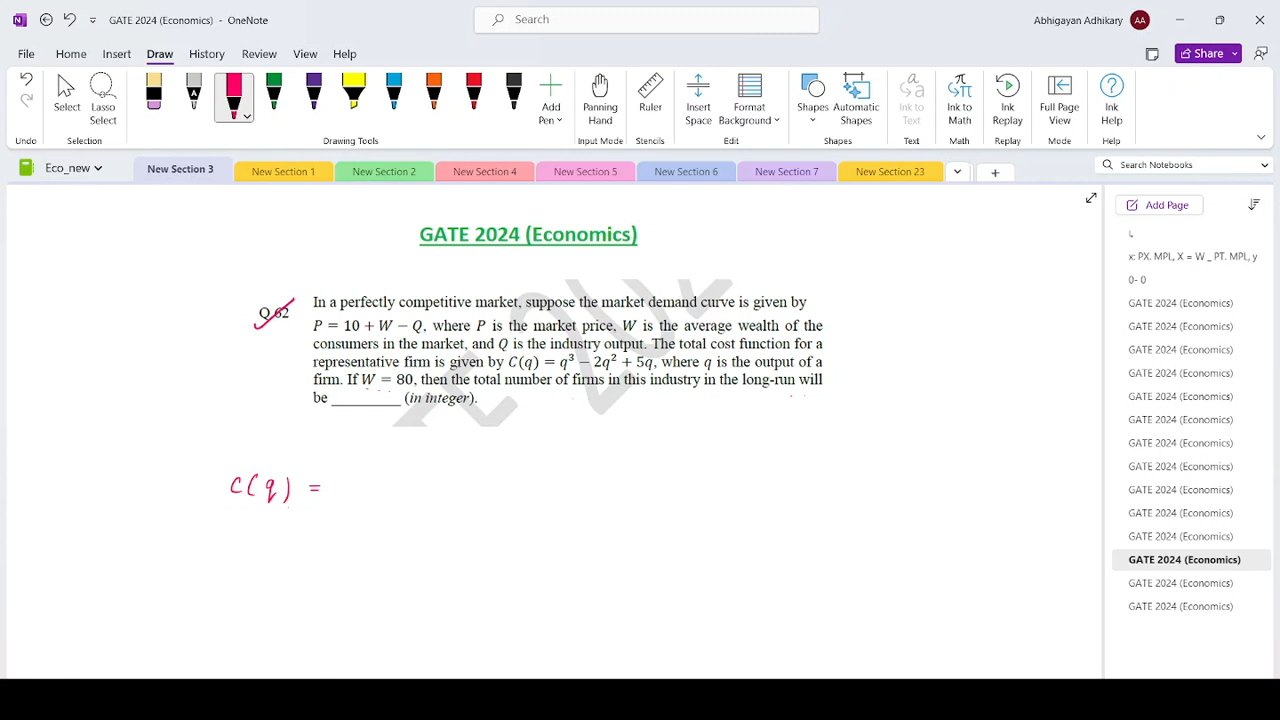 GATE 2024 (Economics) - OneNote
Search
Abhigayan Adhikary AA
File Home Insert Draw History Review View Help
Share
Undo
Select
Lasso Select
Add Pen
Panning Hand
Ruler
Insert Space
Format Background
Shapes
Automatic Shapes
Ink to Text
Ink to Math
Ink Replay
Full Page View
Ink Help
Selection
Drawing Tools
Input Mode
Stencils
Edit
Shapes
Text
Math
Replay
Mode
Help
Eco_new
New Section 3 New Section 1 New Section 2 New Section 4 New Section 5 New Section 6 New Section 7 New Section 23
Search Notebooks
Add Page
GATE 2024 (Economics)
Q 62
In a perfectly competitive market, suppose the market demand curve is given by
P = 10 + W − Q, where P is the market price, W is the average wealth of the
consumers in the market, and Q is the industry output. The total cost function for a
representative firm is given by C(q) = q³ − 2q² + 5q, where q is the output of a
firm. If W = 80, then the total number of firms in this industry in the long-run will
be _________ (in integer).
C(q) =
x: PX. MPL, X = W _ PT. MPL, y
0- 0
GATE 2024 (Economics)
GATE 2024 (Economics)
GATE 2024 (Economics)
GATE 2024 (Economics)
GATE 2024 (Economics)
GATE 2024 (Economics)
GATE 2024 (Economics)
GATE 2024 (Economics)
GATE 2024 (Economics)
GATE 2024 (Economics)
GATE 2024 (Economics)
GATE 2024 (Economics)
GATE 2024 (Economics)
GATE 2024 (Economics)